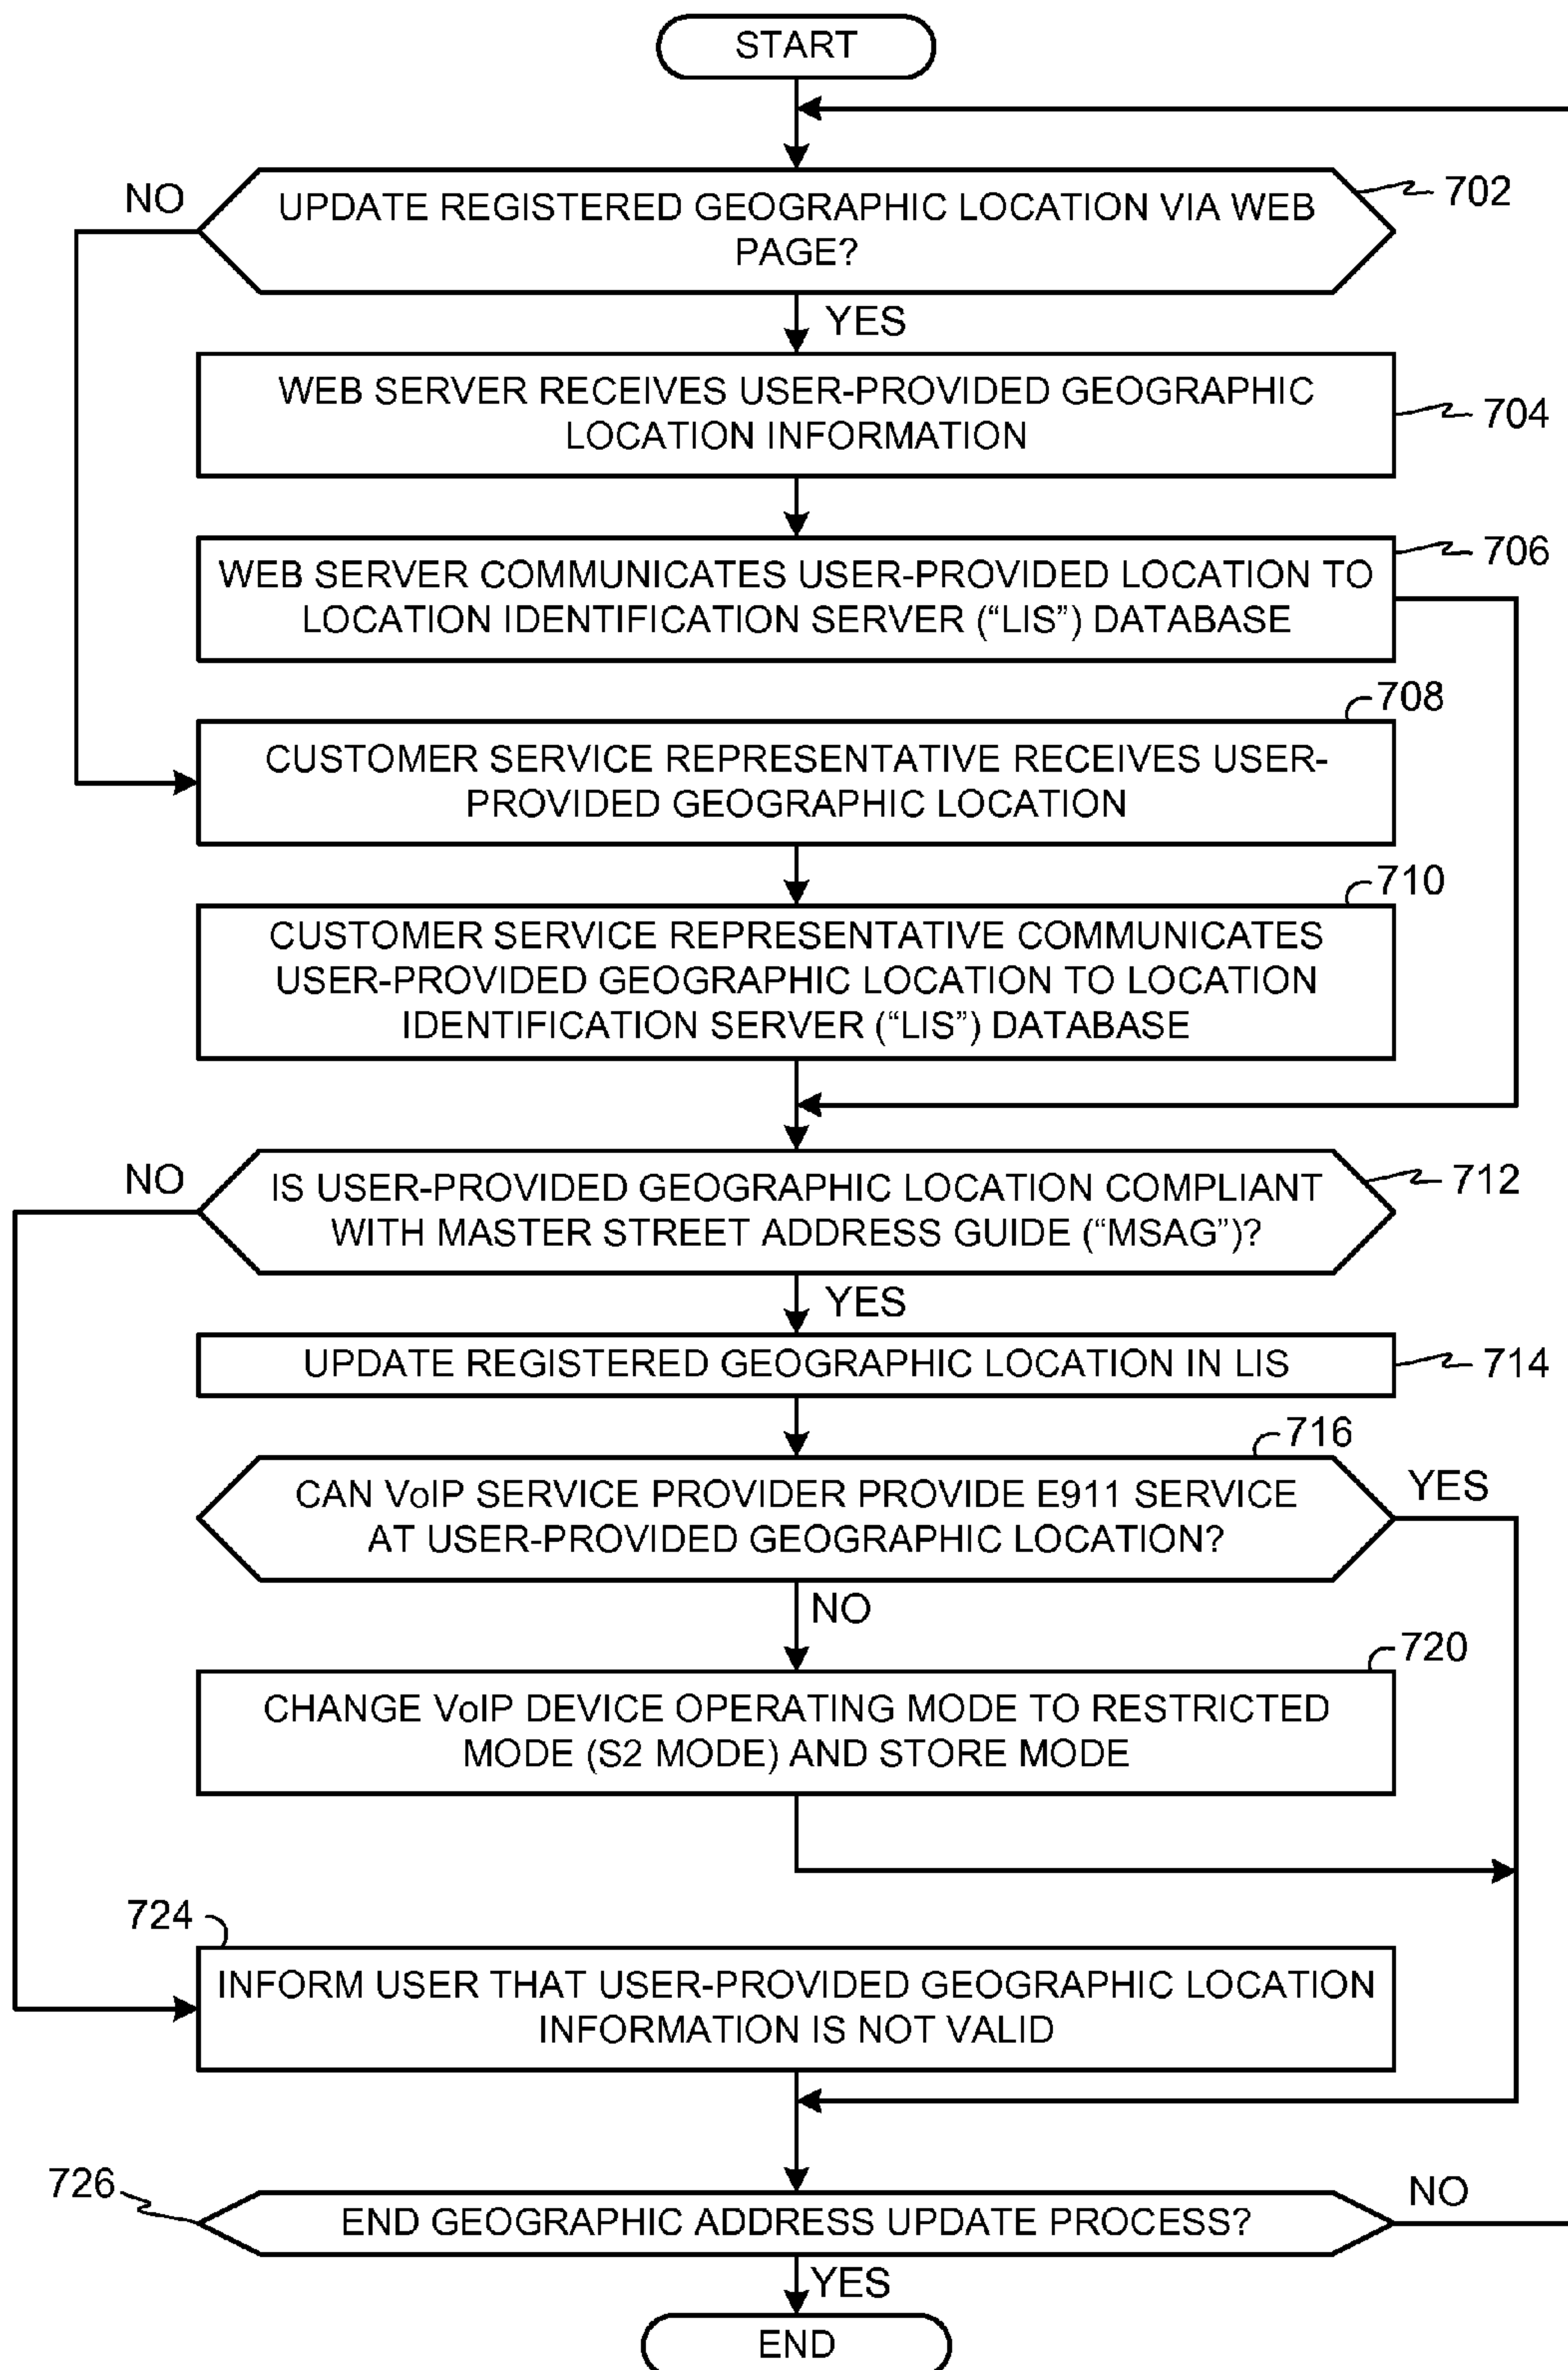 START
NO
UPDATE REGISTERED GEOGRAPHIC LOCATION VIA WEB
PAGE?
702
YES
WEB SERVER RECEIVES USER-PROVIDED GEOGRAPHIC
LOCATION INFORMATION
704
WEB SERVER COMMUNICATES USER-PROVIDED LOCATION TO
LOCATION IDENTIFICATION SERVER (“LIS”) DATABASE
706
708
CUSTOMER SERVICE REPRESENTATIVE RECEIVES USER-
PROVIDED GEOGRAPHIC LOCATION
710
CUSTOMER SERVICE REPRESENTATIVE COMMUNICATES
USER-PROVIDED GEOGRAPHIC LOCATION TO LOCATION
IDENTIFICATION SERVER (“LIS”) DATABASE
NO
IS USER-PROVIDED GEOGRAPHIC LOCATION COMPLIANT
WITH MASTER STREET ADDRESS GUIDE (“MSAG”)?
712
YES
UPDATE REGISTERED GEOGRAPHIC LOCATION IN LIS
714
716
CAN VoIP SERVICE PROVIDER PROVIDE E911 SERVICE
AT USER-PROVIDED GEOGRAPHIC LOCATION?
YES
NO
720
CHANGE VoIP DEVICE OPERATING MODE TO RESTRICTED
MODE (S2 MODE) AND STORE MODE
724
INFORM USER THAT USER-PROVIDED GEOGRAPHIC LOCATION
INFORMATION IS NOT VALID
726
END GEOGRAPHIC ADDRESS UPDATE PROCESS?
NO
YES
END